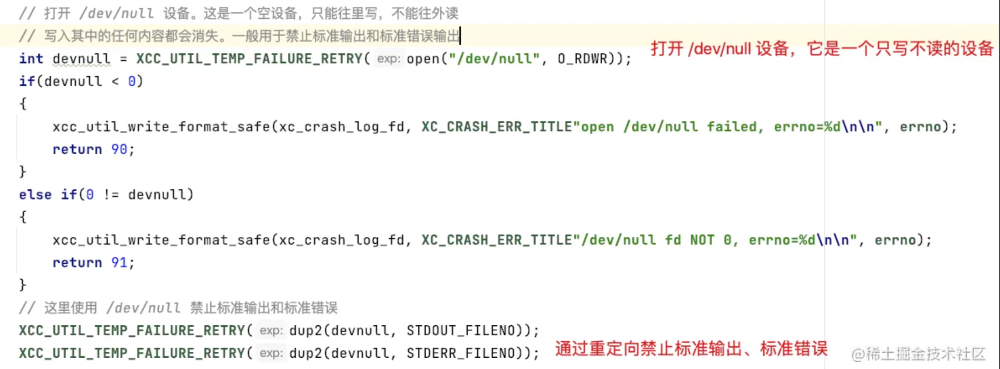 // 打开 /dev/null 设备。这是一个空设备，只能往里写，不能往外读
// 写入其中的任何内容都会消失。一般用于禁止标准输出和标准错误输出
打开 /dev/null 设备，它是一个只写不读的设备
int devnull = XCC_UTIL_TEMP_FAILURE_RETRY( exp: open("/dev/null", O_RDWR));
if(devnull < 0)
{
    xcc_util_write_format_safe(xc_crash_log_fd, XC_CRASH_ERR_TITLE"open /dev/null failed, errno=%d\n\n", errno);
    return 90;
}
else if(0 != devnull)
{
    xcc_util_write_format_safe(xc_crash_log_fd, XC_CRASH_ERR_TITLE"/dev/null fd NOT 0, errno=%d\n\n", errno);
    return 91;
}
// 这里使用 /dev/null 禁止标准输出和标准错误
XCC_UTIL_TEMP_FAILURE_RETRY( exp: dup2(devnull, STDOUT_FILENO));
XCC_UTIL_TEMP_FAILURE_RETRY( exp: dup2(devnull, STDERR_FILENO));
通过重定向禁止标准输出、标准错误
@稀土掘金技术社区